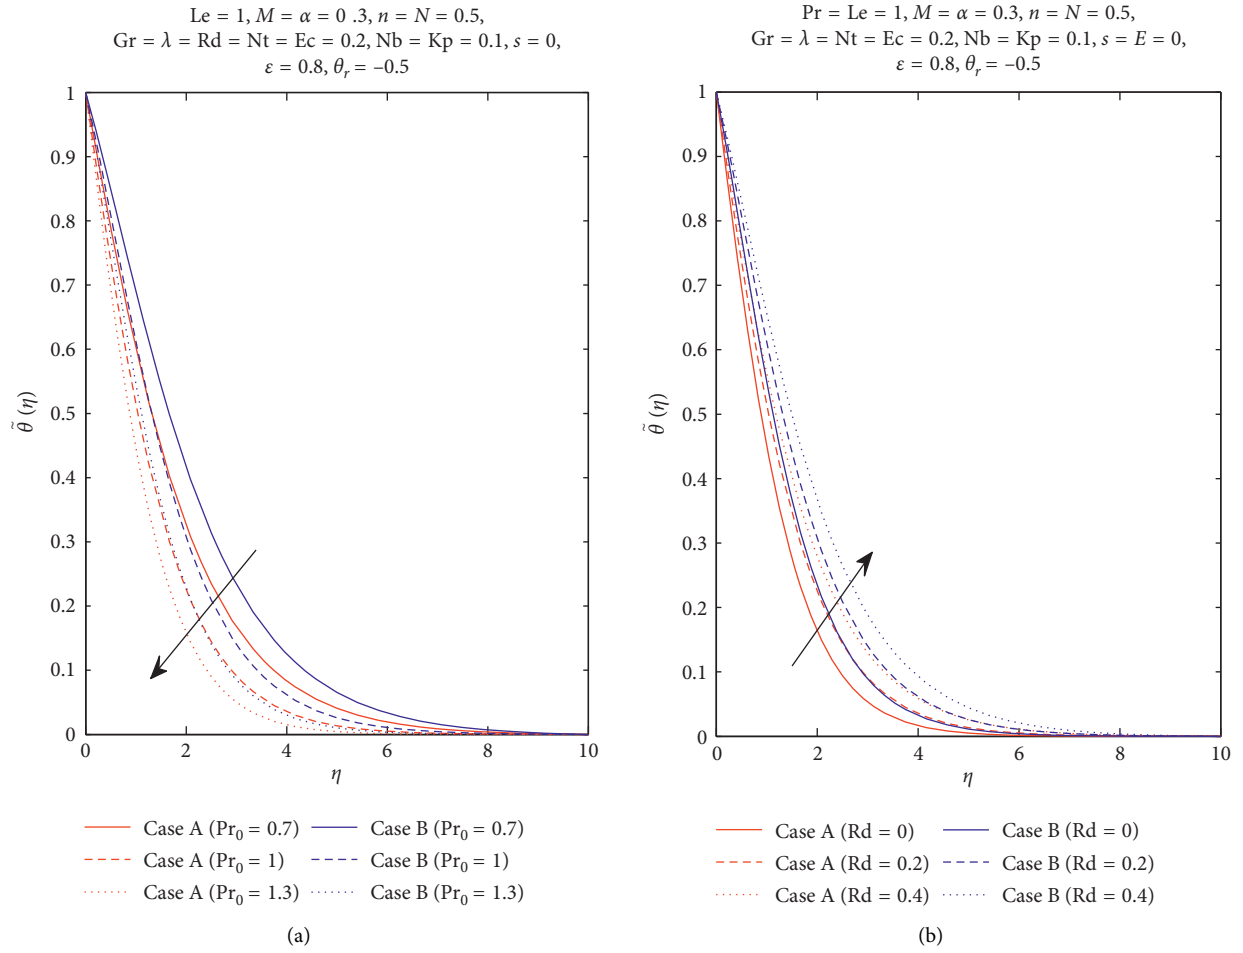 Le = 1, M = α = 0 .3, n = N = 0.5,
Gr = λ = Rd = Nt = Ec = 0.2, Nb = Kp = 0.1, s = 0,
ε = 0.8, θr = –0.5
1
0.9
0.8
0.7
0.6
0.5
0.4
0.3
0.2
0.1
0
θ̃ (η)
0 2 4 6 8 10
η
Case A (Pr0 = 0.7) Case B (Pr0 = 0.7)
Case A (Pr0 = 1) Case B (Pr0 = 1)
Case A (Pr0 = 1.3) Case B (Pr0 = 1.3)
(a)
Pr = Le = 1, M = α = 0.3, n = N = 0.5,
Gr = λ = Nt = Ec = 0.2, Nb = Kp = 0.1, s = E = 0,
ε = 0.8, θr = –0.5
1
0.9
0.8
0.7
0.6
0.5
0.4
0.3
0.2
0.1
0
θ̃ (η)
0 2 4 6 8 10
η
Case A (Rd = 0) Case B (Rd = 0)
Case A (Rd = 0.2) Case B (Rd = 0.2)
Case A (Rd = 0.4) Case B (Rd = 0.4)
(b)